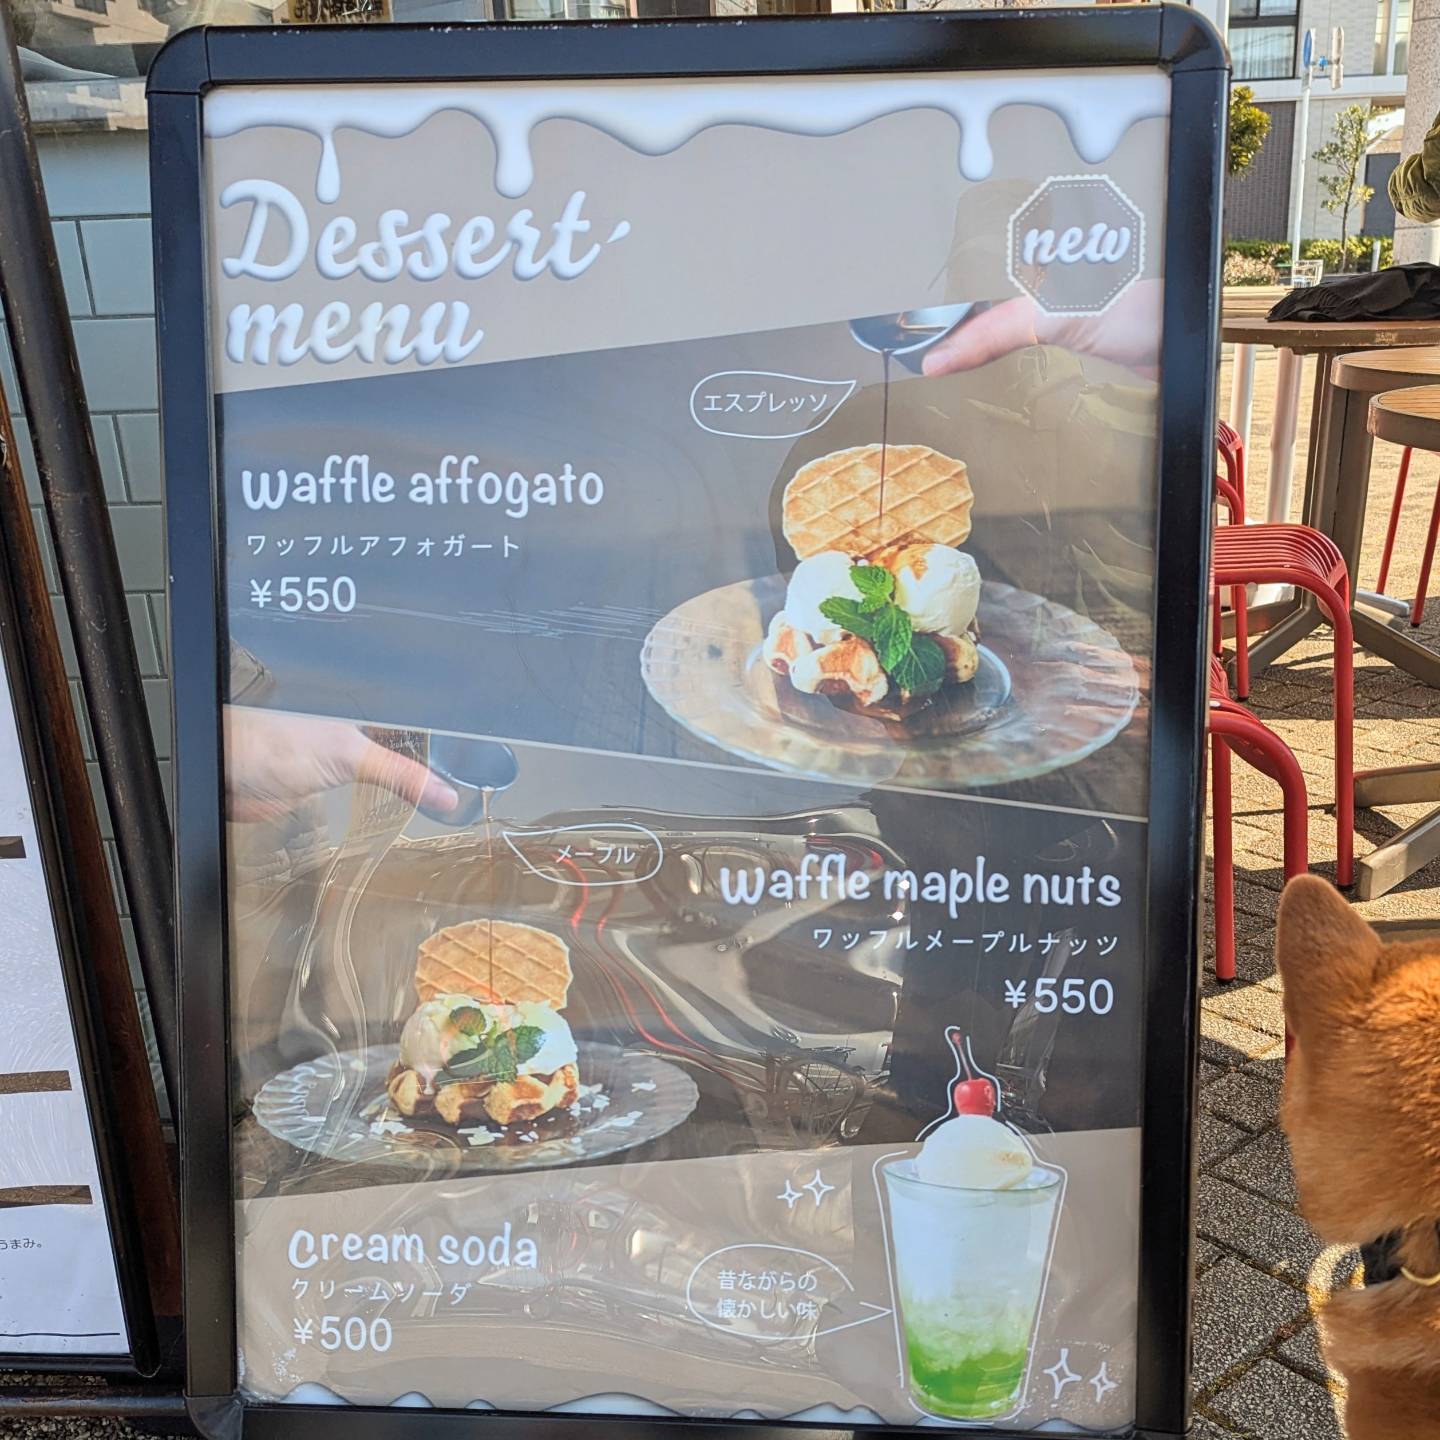 Dessert
menu
new
エスプレッソ
waffle affogato
ワッフルアフォガート
¥550
メープル
waffle maple nuts
ワッフルメープルナッツ
¥550
cream soda
クリームソーダ
¥500
昔ながらの
懐かしい味
うまみ。